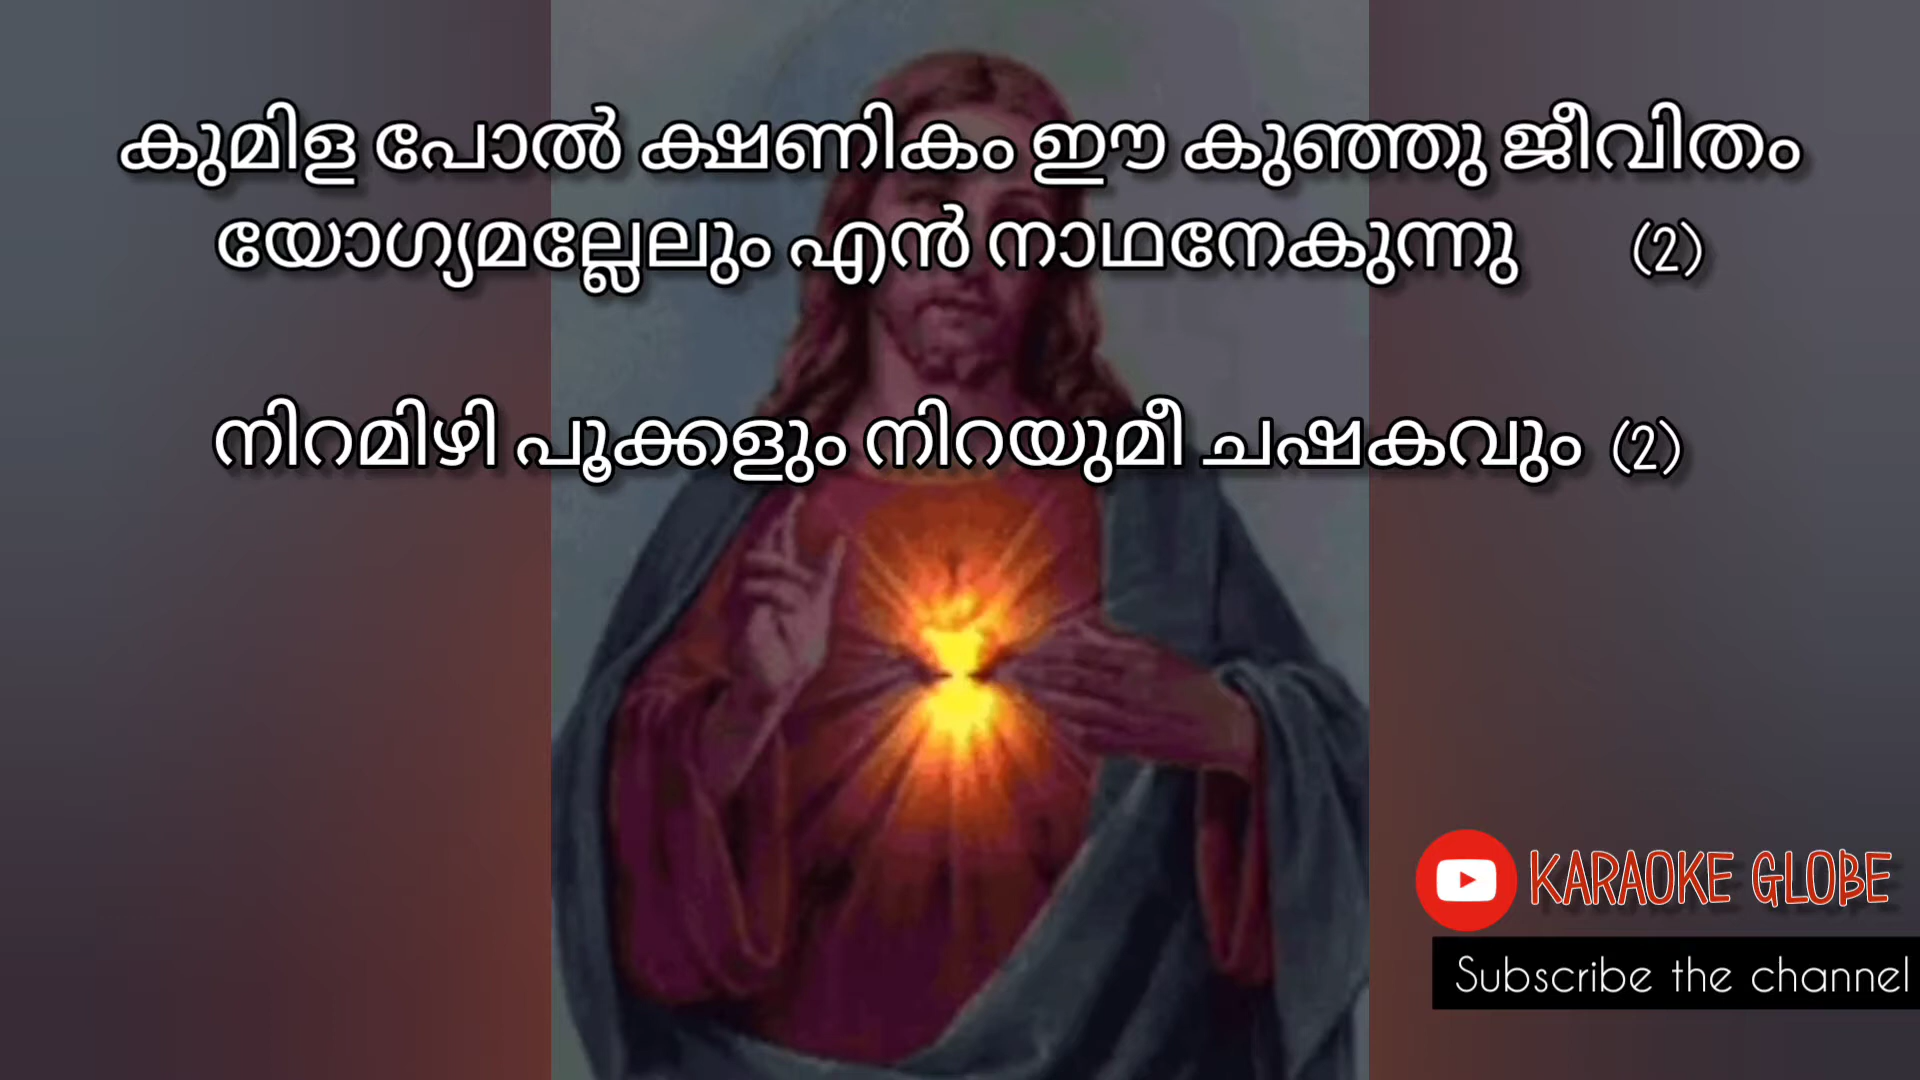 കുമിള പോൽ ക്ഷണികം ഈ കുഞ്ഞു ജീവിതം
യോഗ്യമല്ലേലും എൻ നാഥനേകുന്നു (2)
നിറമിഴി പൂക്കളും നിറയുമീ ചഷകവും (2)
KARAOKE GLOBE
Subscribe the channel